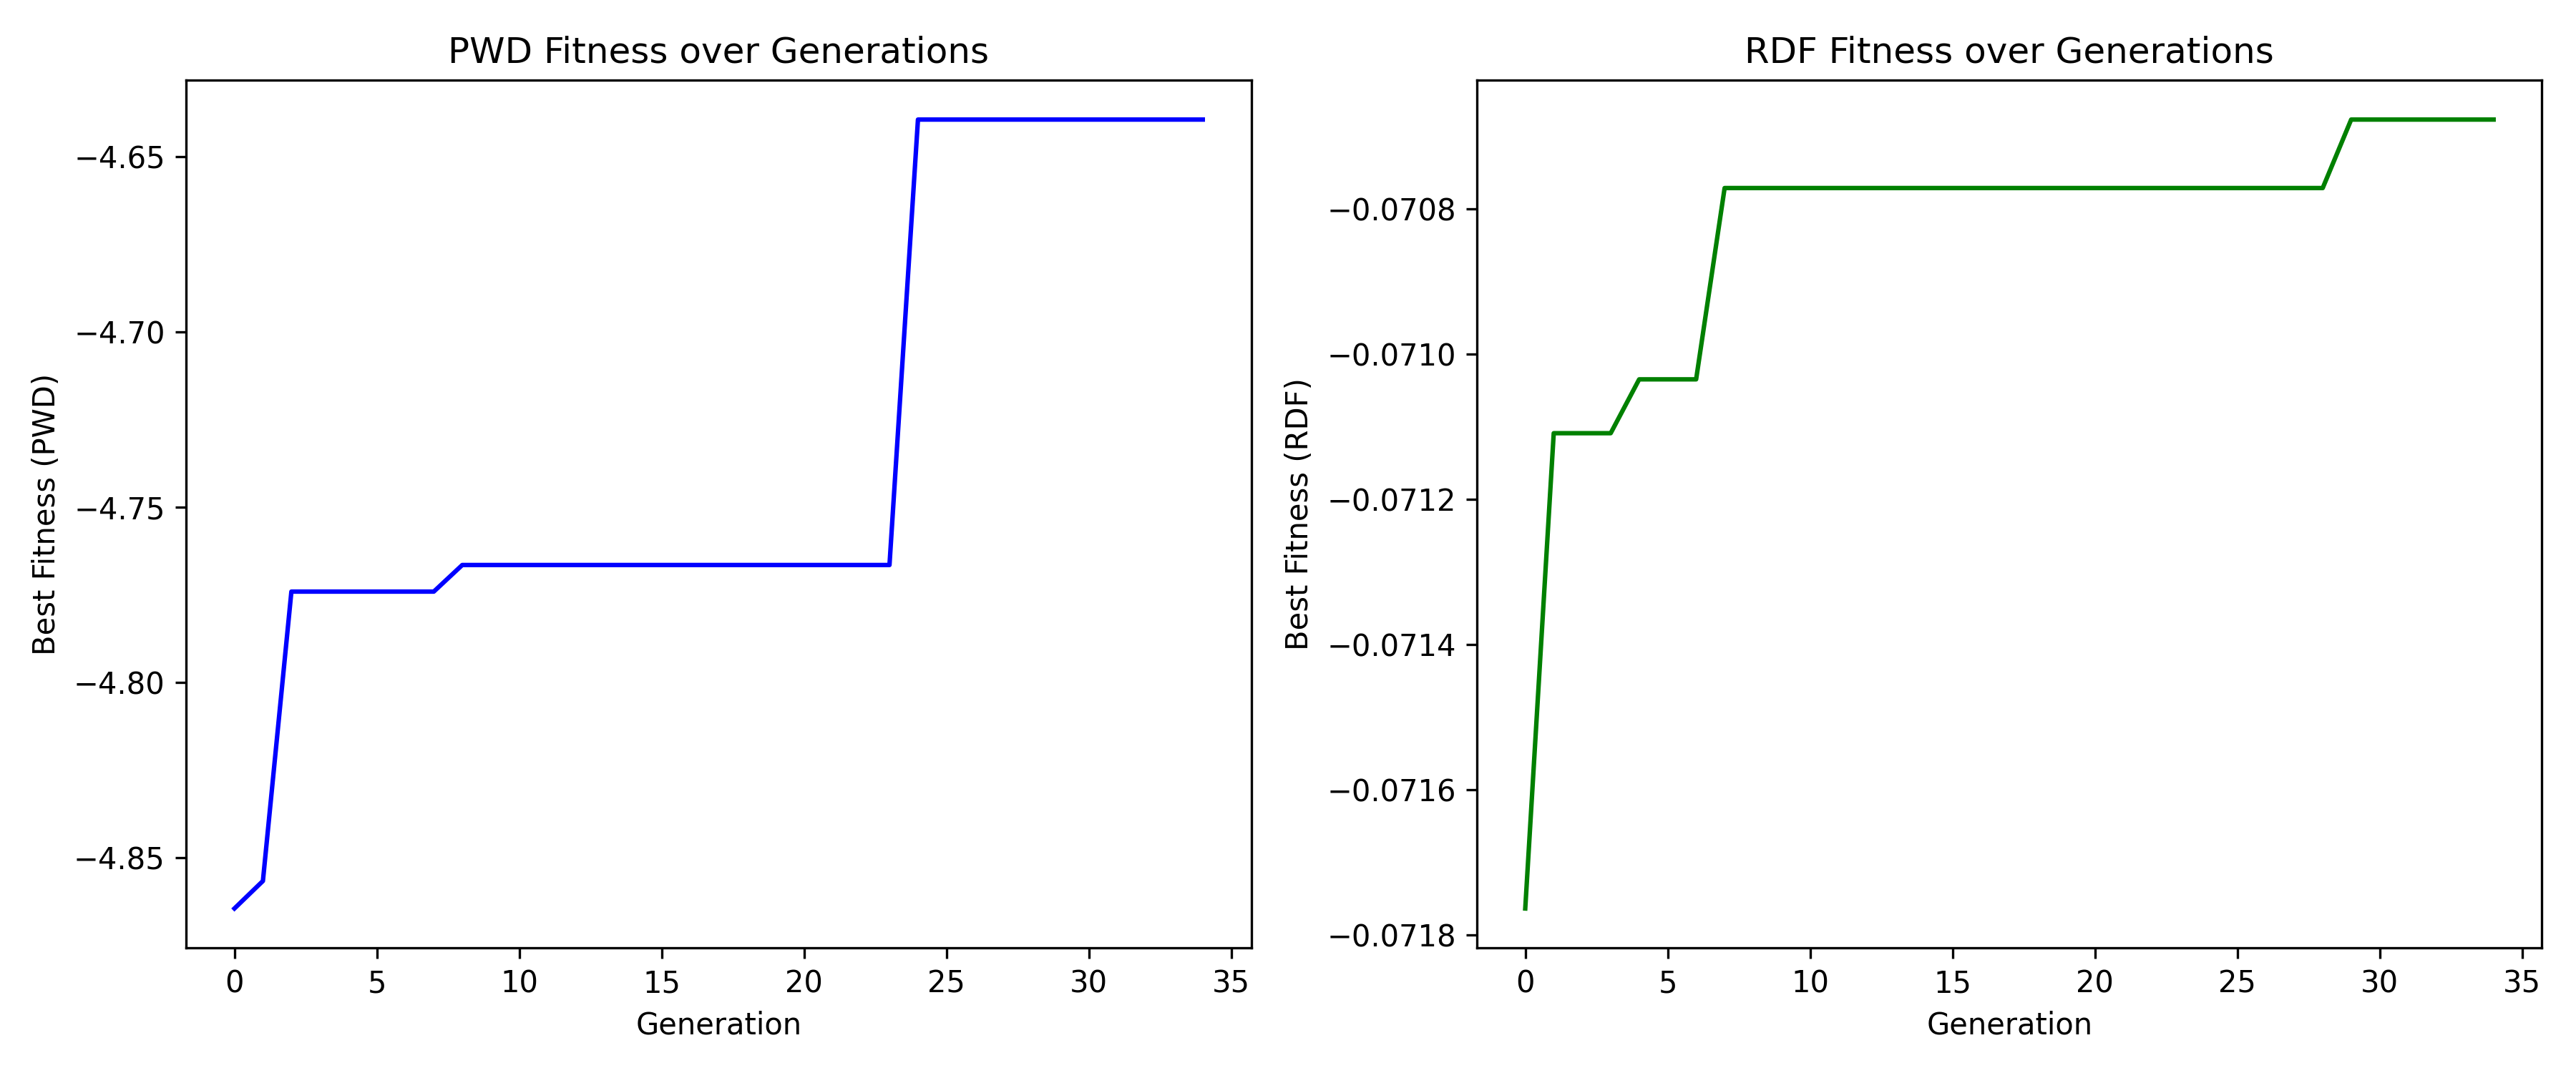 PWD Fitness over Generations
Best Fitness (PWD)
−4.65
−4.70
−4.75
−4.80
−4.85
0 5 10 15 20 25 30 35
Generation
RDF Fitness over Generations
Best Fitness (RDF)
−0.0708
−0.0710
−0.0712
−0.0714
−0.0716
−0.0718
0 5 10 15 20 25 30 35
Generation